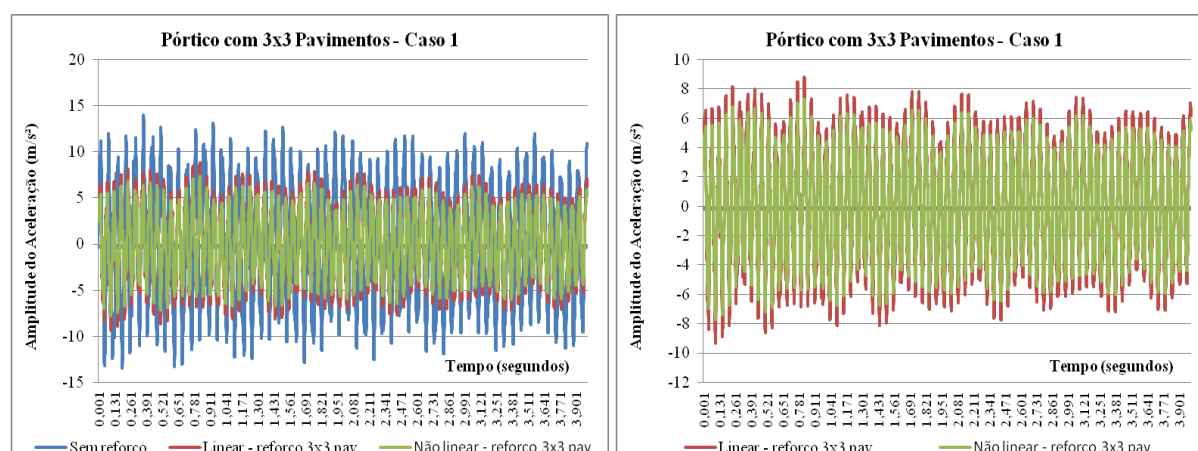 Pórtico com 3x3 Pavimentos - Caso 1
Amplitude do Aceleração (m/s²)
20
15
10
5
0
-5
-10
-15
Tempo (segundos)
0,001 0,131 0,261 0,391 0,521 0,651 0,781 0,911 1,041 1,171 1,301 1,431 1,561 1,691 1,821 1,951 2,081 2,211 2,341 2,471 2,601 2,731 2,861 2,991 3,121 3,251 3,381 3,511 3,641 3,771 3,901
Sem reforço Linear - reforço 3x3 pav Não linear - reforço 3x3 pav
Pórtico com 3x3 Pavimentos - Caso 1
Amplitude do Aceleração (m/s²)
8
6
4
2
0
-2
-4
-6
-8
-10
-12
10
Tempo (segundos)
0,001 0,131 0,261 0,391 0,521 0,651 0,781 0,911 1,041 1,171 1,301 1,431 1,561 1,691 1,821 1,951 2,081 2,211 2,341 2,471 2,601 2,731 2,861 2,991 3,121 3,251 3,381 3,511 3,641 3,771 3,901
Linear - reforço 3x3 pav Não linear - reforço 3x3 pav